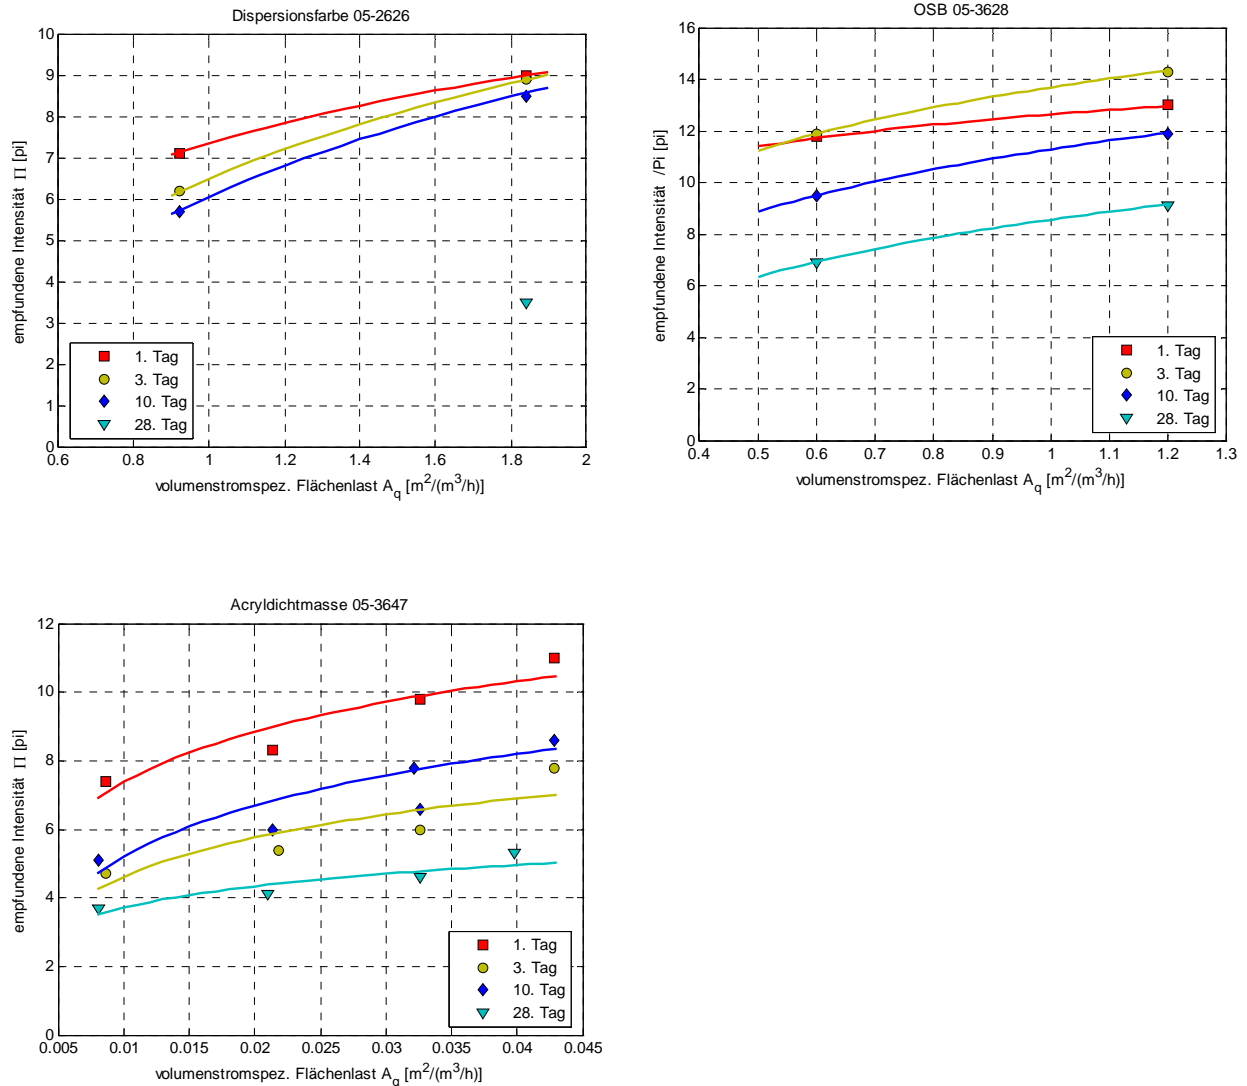 Dispersionsfarbe 05-2626
10
9
8
7
6
5
4
3
2
1
0
empfundene Intensität Π [pi]
1. Tag
3. Tag
10. Tag
28. Tag
0.6 0.8 1 1.2 1.4 1.6 1.8 2
volumenstromspez. Flächenlast A_q [m²/(m³/h)]
OSB 05-3628
16
14
12
10
8
6
4
2
0
empfundene Intensität /Pi [pi]
1. Tag
3. Tag
10. Tag
28. Tag
0.4 0.5 0.6 0.7 0.8 0.9 1 1.1 1.2 1.3
volumenstromspez. Flächenlast A_q [m²/(m³/h)]
Acryldichtmasse 05-3647
12
10
8
6
4
2
0
empfundene Intensität Π [pi]
1. Tag
3. Tag
10. Tag
28. Tag
0.005 0.01 0.015 0.02 0.025 0.03 0.035 0.04 0.045
volumenstromspez. Flächenlast A_q [m²/(m³/h)]